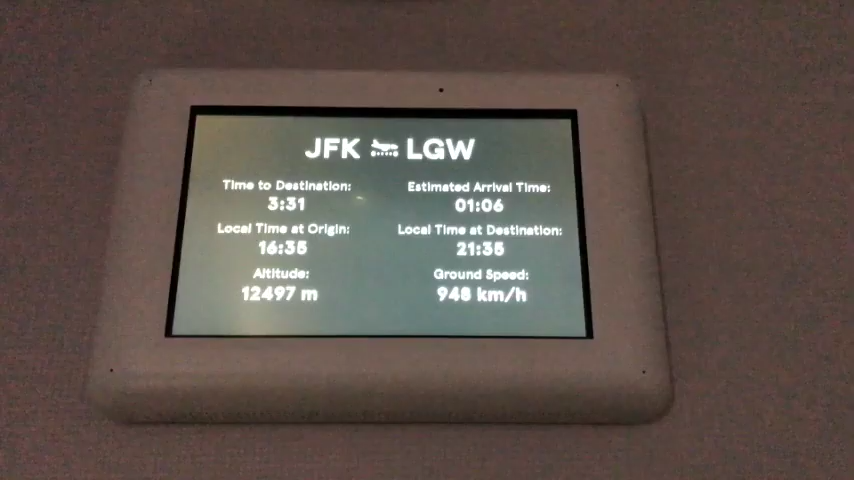 JFK LGW
Time to Destination:
3:31
Estimated Arrival Time:
01:06
Local Time at Origin:
16:35
Local Time at Destination:
21:35
Altitude:
12497 m
Ground Speed:
948 km/h